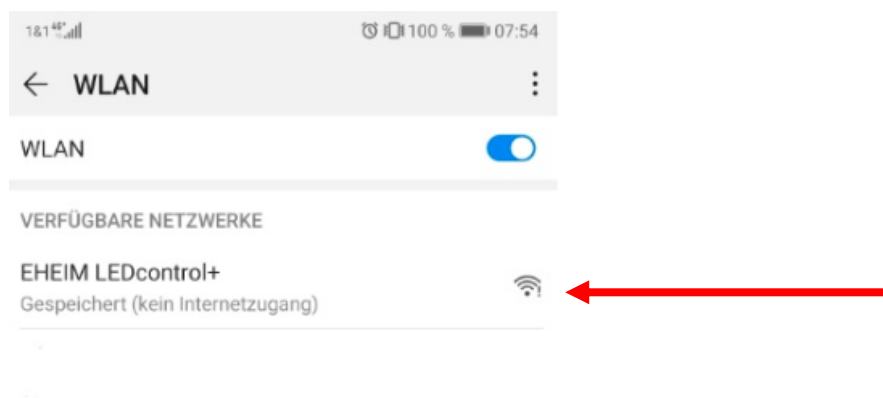 1&1 4G+ 100 % 07:54
WLAN
WLAN
VERFÜGBARE NETZWERKE
EHEIM LEDcontrol+
Gespeichert (kein Internetzugang)